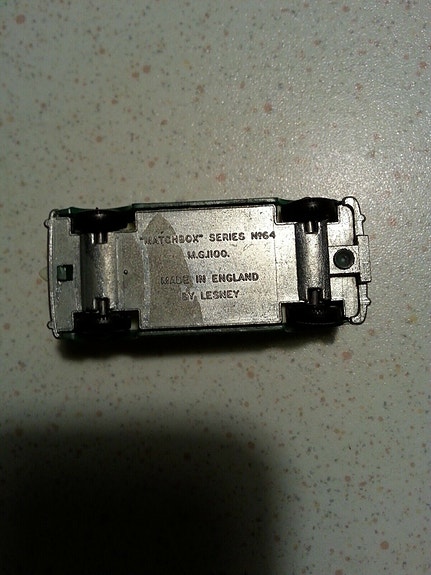 "MATCHBOX" SERIES Nº64
M.G.1100.
MADE IN ENGLAND
BY LESNEY